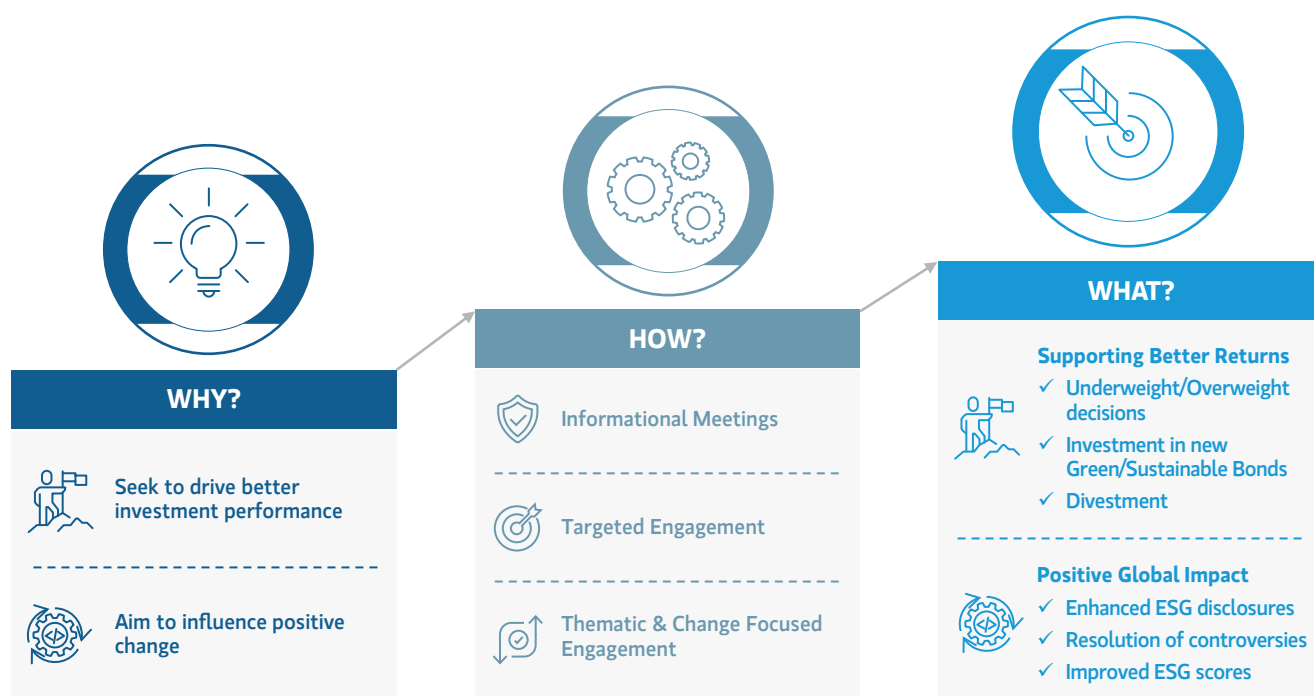 WHY?
Seek to drive better
investment performance
Aim to influence positive
change
HOW?
Informational Meetings
Targeted Engagement
Thematic & Change Focused
Engagement
WHAT?
Supporting Better Returns
✓ Underweight/Overweight
decisions
✓ Investment in new
Green/Sustainable Bonds
✓ Divestment
Positive Global Impact
✓ Enhanced ESG disclosures
✓ Resolution of controversies
✓ Improved ESG scores